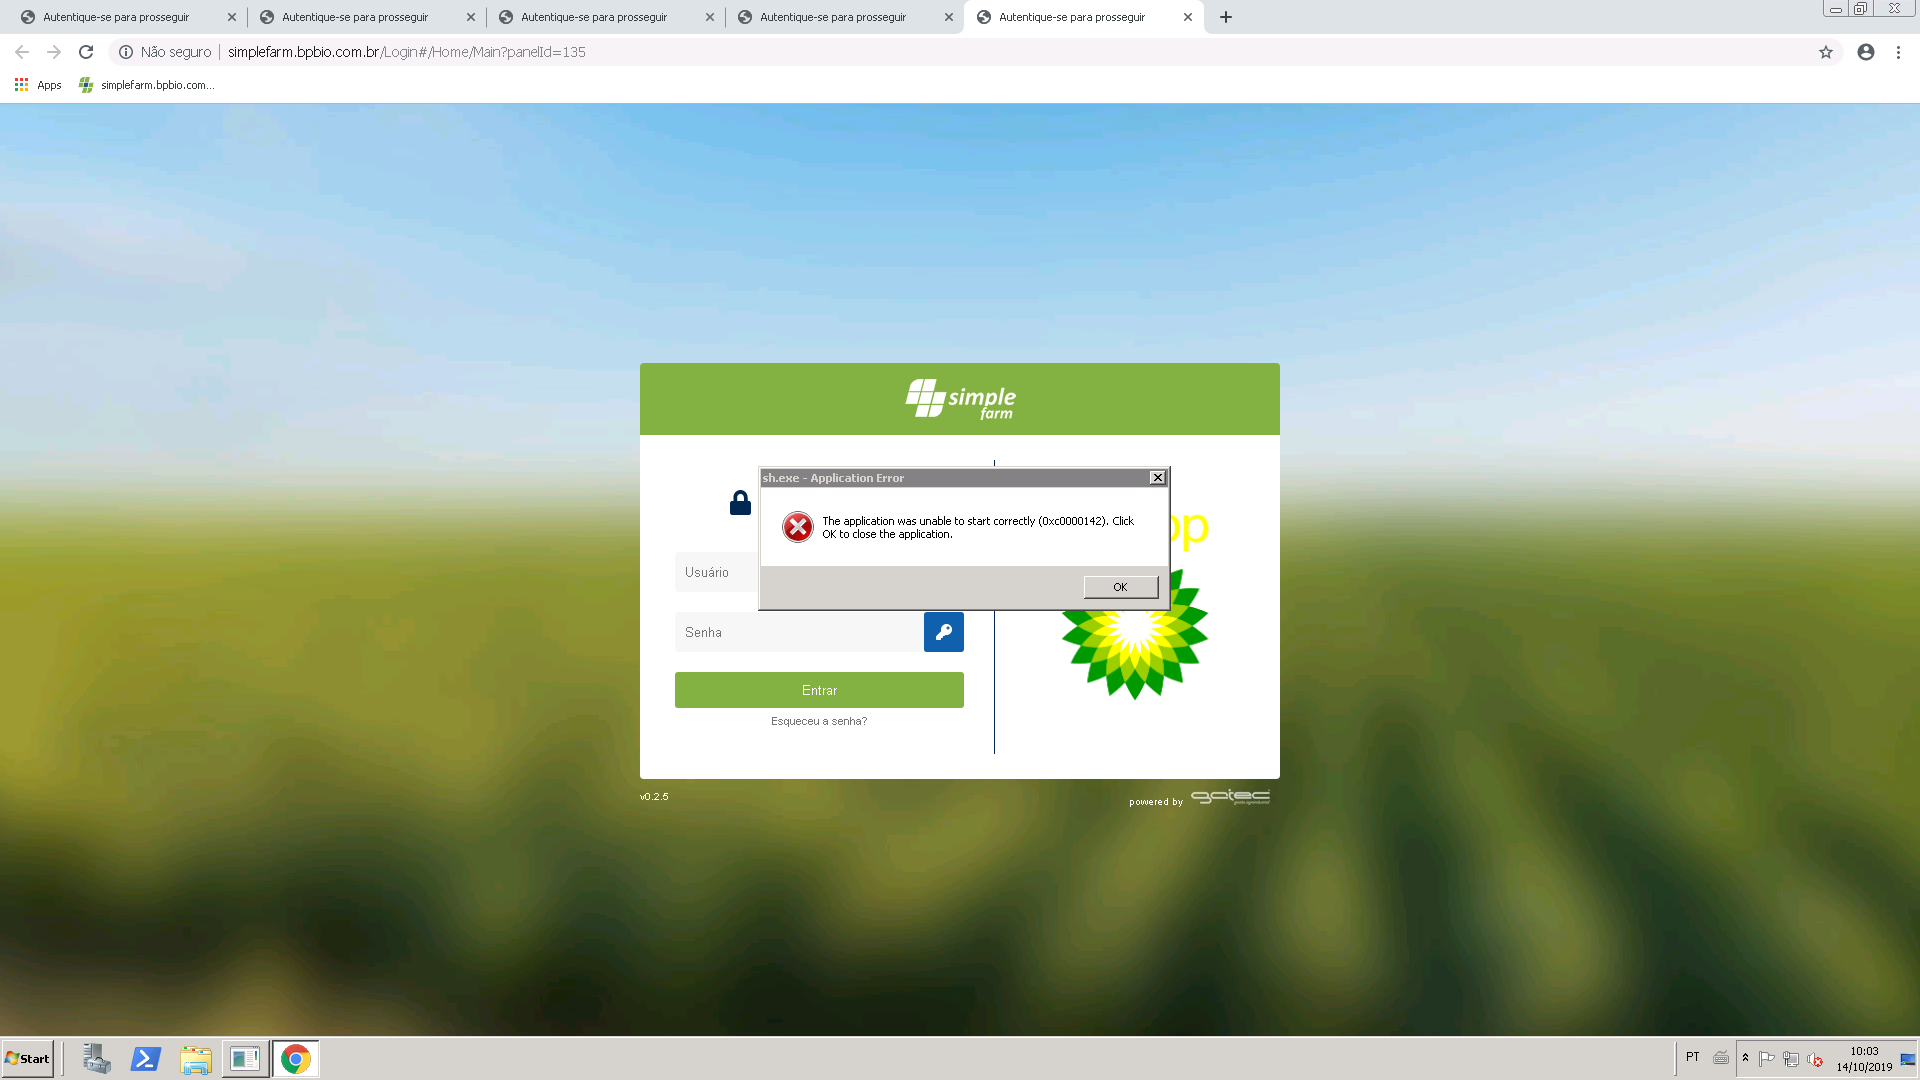 Autentique-se para prosseguir
Autentique-se para prosseguir
Autentique-se para prosseguir
Autentique-se para prosseguir
Autentique-se para prosseguir
Não seguro
simplefarm.bpbio.com.br/Login#/Home/Main?panelId=135
Apps
simplefarm.bpbio.com...
simple
farm
sh.exe - Application Error
The application was unable to start correctly (0xc0000142). Click
OK to close the application.
OK
bp
Usuário
Senha
Entrar
Esqueceu a senha?
v0.2.5
powered by
gatec
Start
PT
10:03
14/10/2019